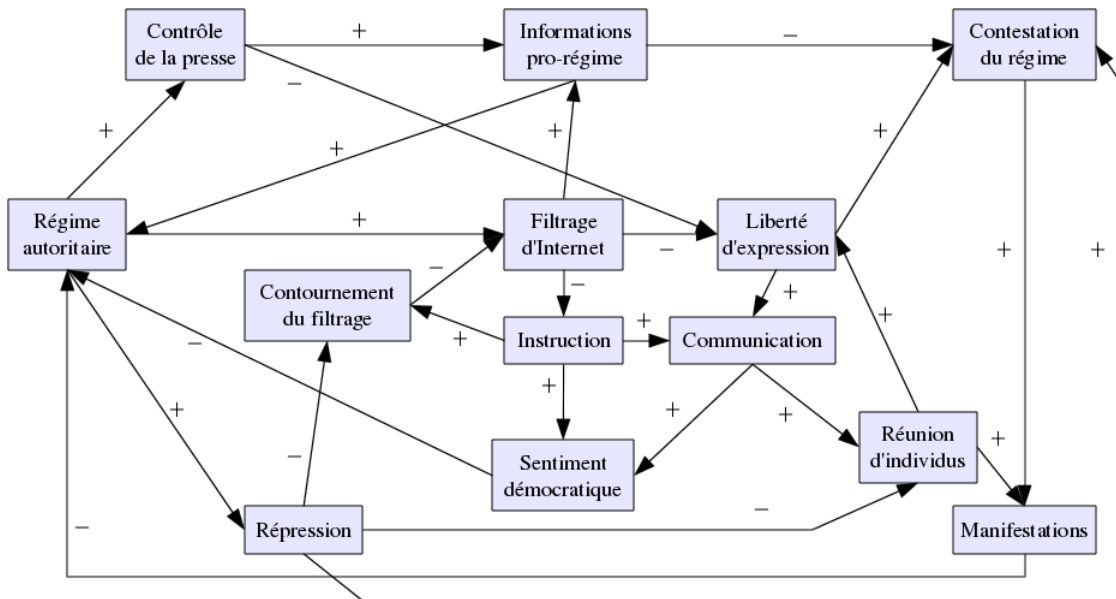 Contrôle
de la presse
+
Informations
pro-régime
−
Contestation
du régime
−
+
+
+
+
Régime
autoritaire
+
Filtrage
d'Internet
−
Liberté
d'expression
+
+
−
−
+
Contournement
du filtrage
+
Instruction
+
Communication
+
−
+
+
+
+
Sentiment
démocratique
Réunion
d'individus
+
−
−
Répression
−
Manifestations